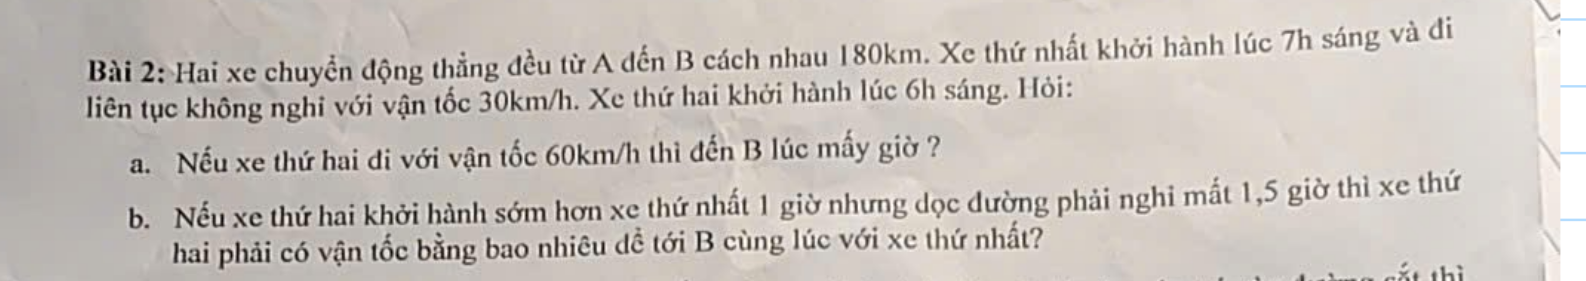 Bài 2: Hai xe chuyển động thẳng đều từ A đến B cách nhau 180km. Xe thứ nhất khởi hành lúc 7h sáng và đi
liên tục không nghỉ với vận tốc 30km/h. Xe thứ hai khởi hành lúc 6h sáng. Hỏi:
a. Nếu xe thứ hai đi với vận tốc 60km/h thì đến B lúc mấy giờ ?
b. Nếu xe thứ hai khởi hành sớm hơn xe thứ nhất 1 giờ nhưng dọc đường phải nghỉ mất 1,5 giờ thì xe thứ
hai phải có vận tốc bằng bao nhiêu để tới B cùng lúc với xe thứ nhất?
cắt thì